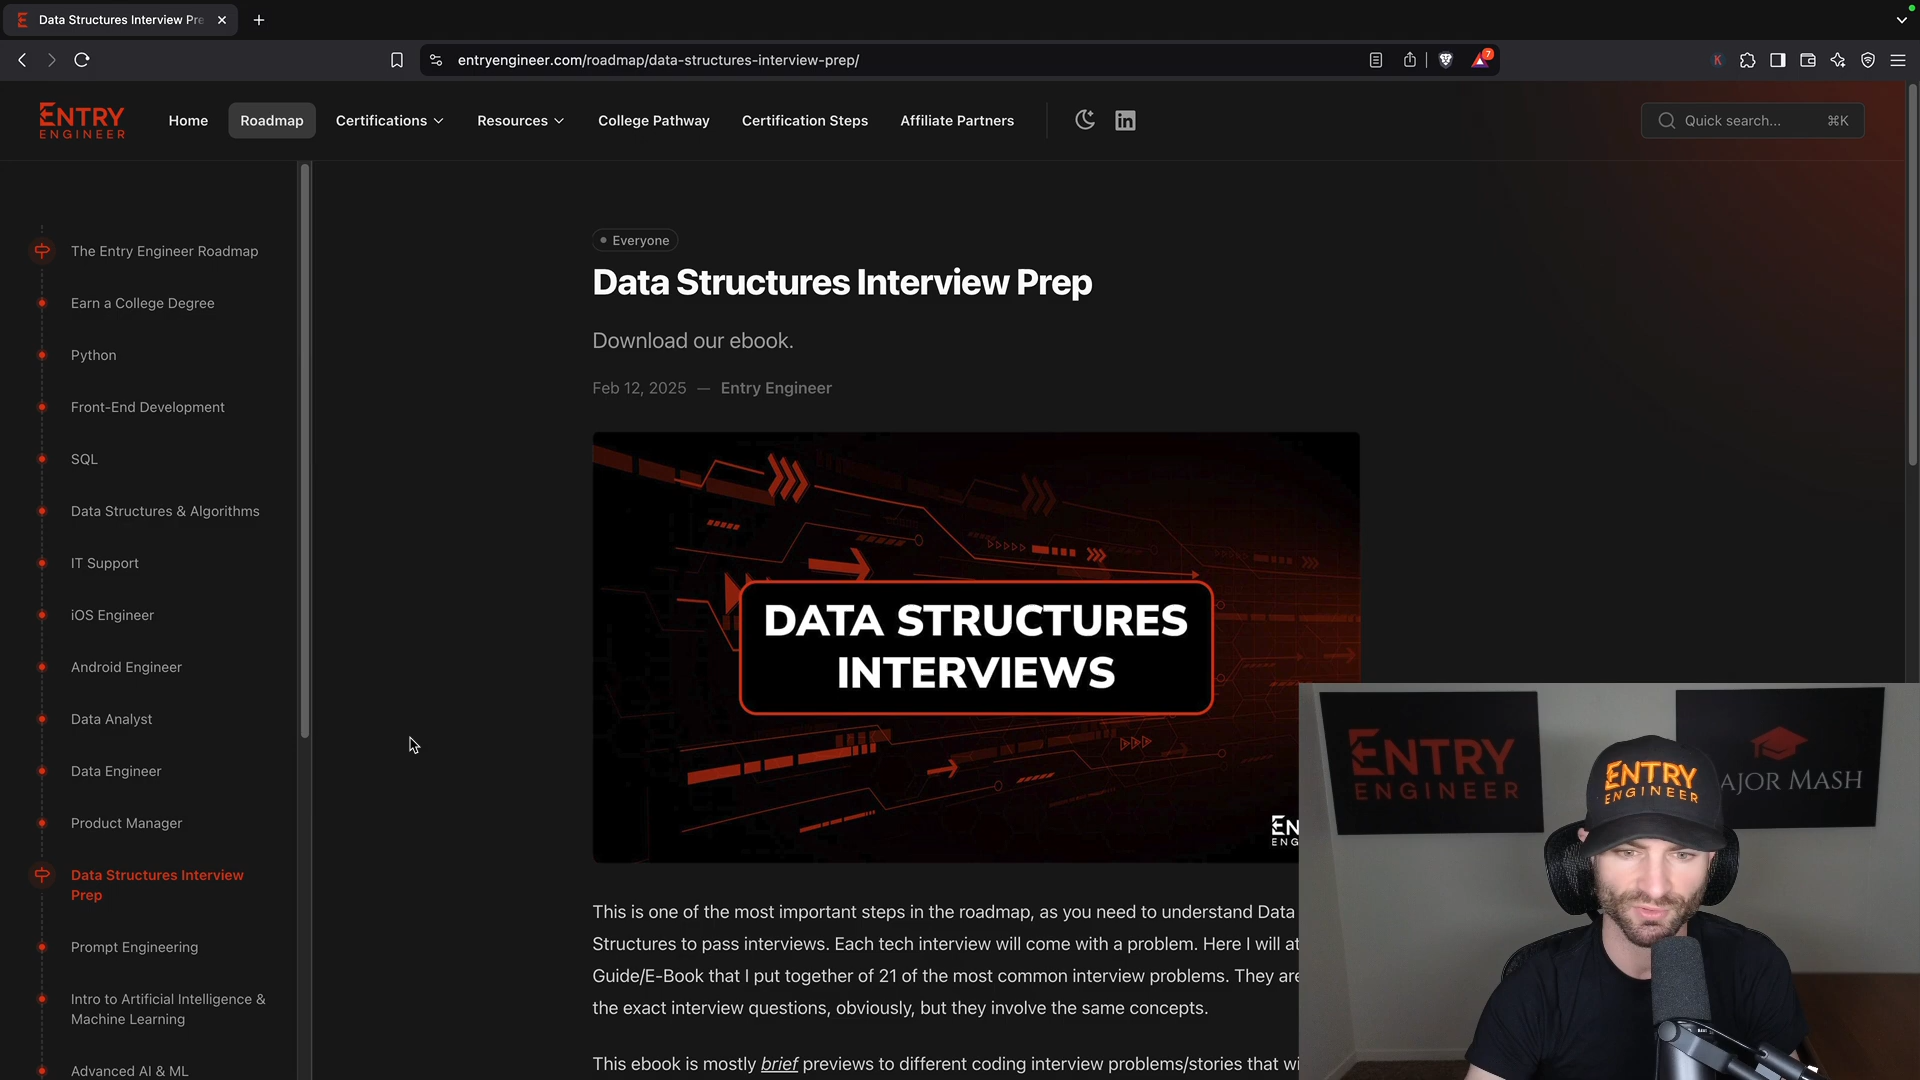 Data Structures Interview Pre
entryengineer.com/roadmap/data-structures-interview-prep/
7
K
ENTRY
ENGINEER
Home
Roadmap
Certifications
Resources
College Pathway
Certification Steps
Affiliate Partners
in
Quick search...
⌘K
The Entry Engineer Roadmap
Earn a College Degree
Python
Front-End Development
SQL
Data Structures & Algorithms
IT Support
iOS Engineer
Android Engineer
Data Analyst
Data Engineer
Product Manager
Data Structures Interview
Prep
Prompt Engineering
Intro to Artificial Intelligence &
Machine Learning
Advanced AI & ML
Everyone
Data Structures Interview Prep
Download our ebook.
Feb 12, 2025 — Entry Engineer
DATA STRUCTURES
INTERVIEWS
EN
ENG
This is one of the most important steps in the roadmap, as you need to understand Data
Structures to pass interviews. Each tech interview will come with a problem. Here I will at
Guide/E-Book that I put together of 21 of the most common interview problems. They are
the exact interview questions, obviously, but they involve the same concepts.
This ebook is mostly brief previews to different coding interview problems/stories that wi
ENTRY
ENGINEER
ENTRY
ENGINEER
AJOR MASH